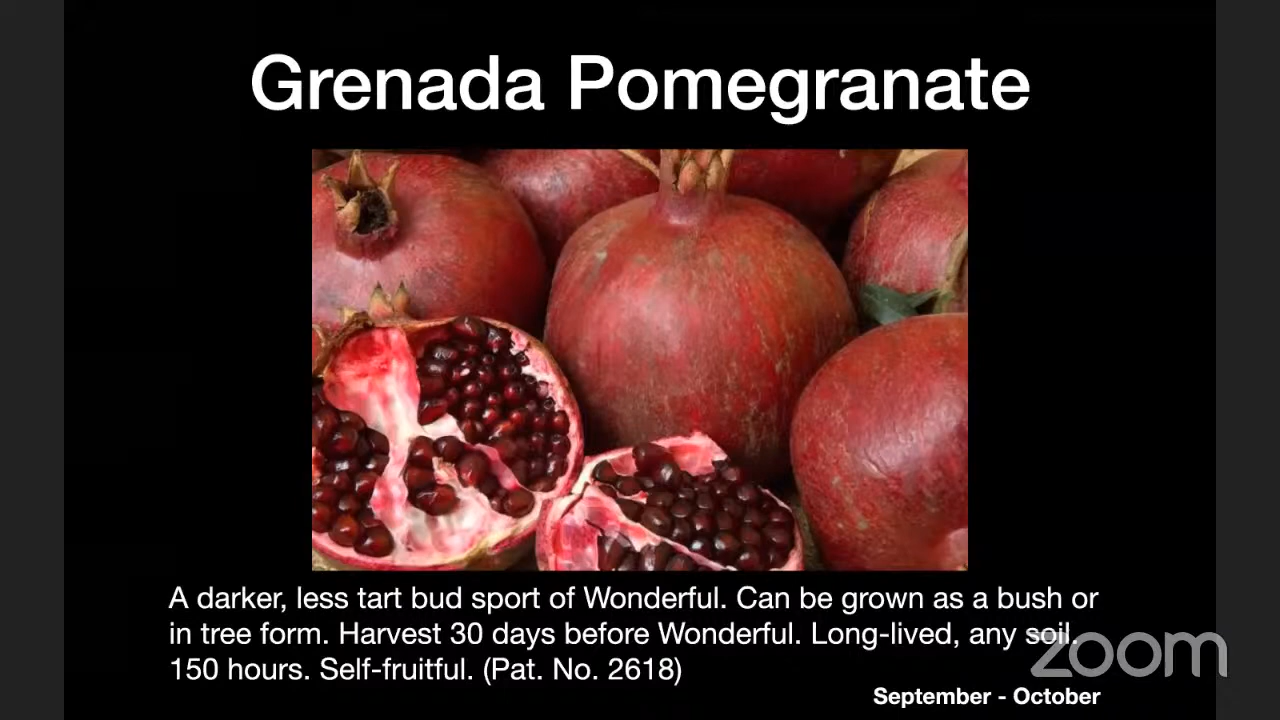 Grenada Pomegranate
A darker, less tart bud sport of Wonderful. Can be grown as a bush or
in tree form. Harvest 30 days before Wonderful. Long-lived, any soil.
150 hours. Self-fruitful. (Pat. No. 2618)
zoom
September - October